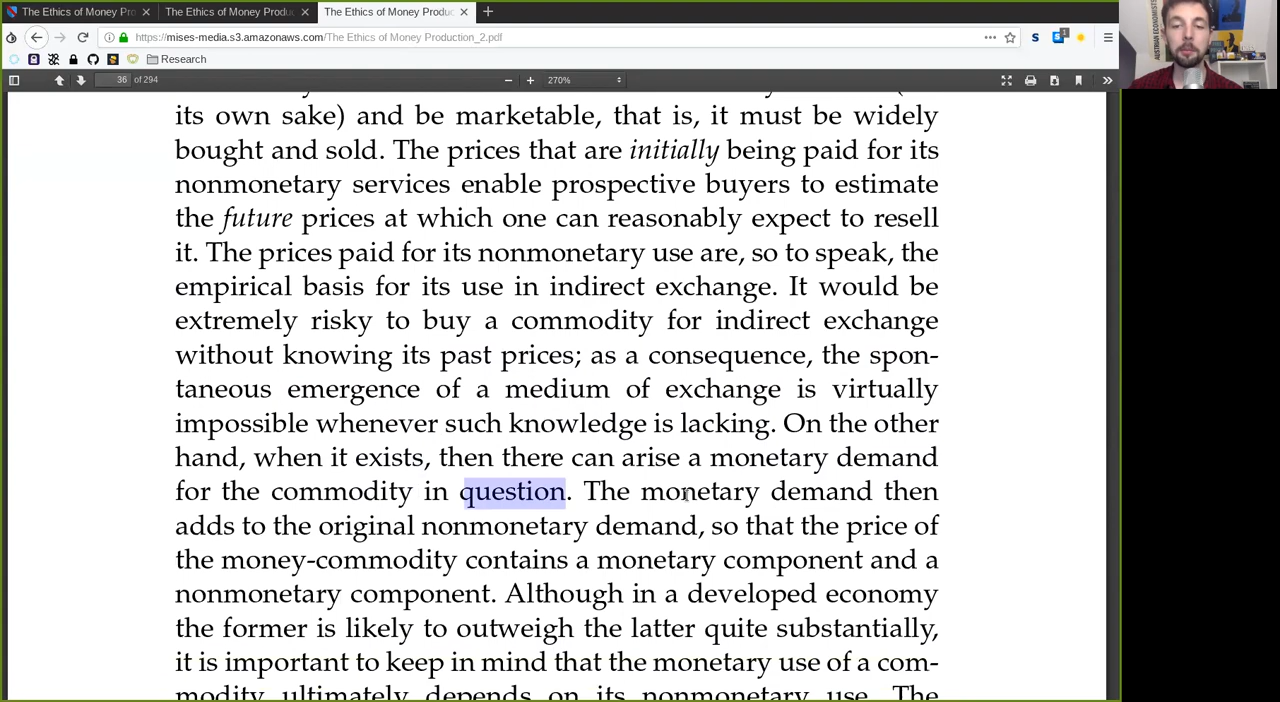 The Ethics of Money Pro
The Ethics of Money Produc
The Ethics of Money Produc
https://mises-media.s3.amazonaws.com/The Ethics of Money Production_2.pdf
Research
36 of 294
270%
its own sake) and be marketable, that is, it must be widely
bought and sold. The prices that are initially being paid for its
nonmonetary services enable prospective buyers to estimate
the future prices at which one can reasonably expect to resell
it. The prices paid for its nonmonetary use are, so to speak, the
empirical basis for its use in indirect exchange. It would be
extremely risky to buy a commodity for indirect exchange
without knowing its past prices; as a consequence, the spon-
taneous emergence of a medium of exchange is virtually
impossible whenever such knowledge is lacking. On the other
hand, when it exists, then there can arise a monetary demand
for the commodity in question. The monetary demand then
adds to the original nonmonetary demand, so that the price of
the money-commodity contains a monetary component and a
nonmonetary component. Although in a developed economy
the former is likely to outweigh the latter quite substantially,
it is important to keep in mind that the monetary use of a com-
modity ultimately depends on its nonmonetary use. The